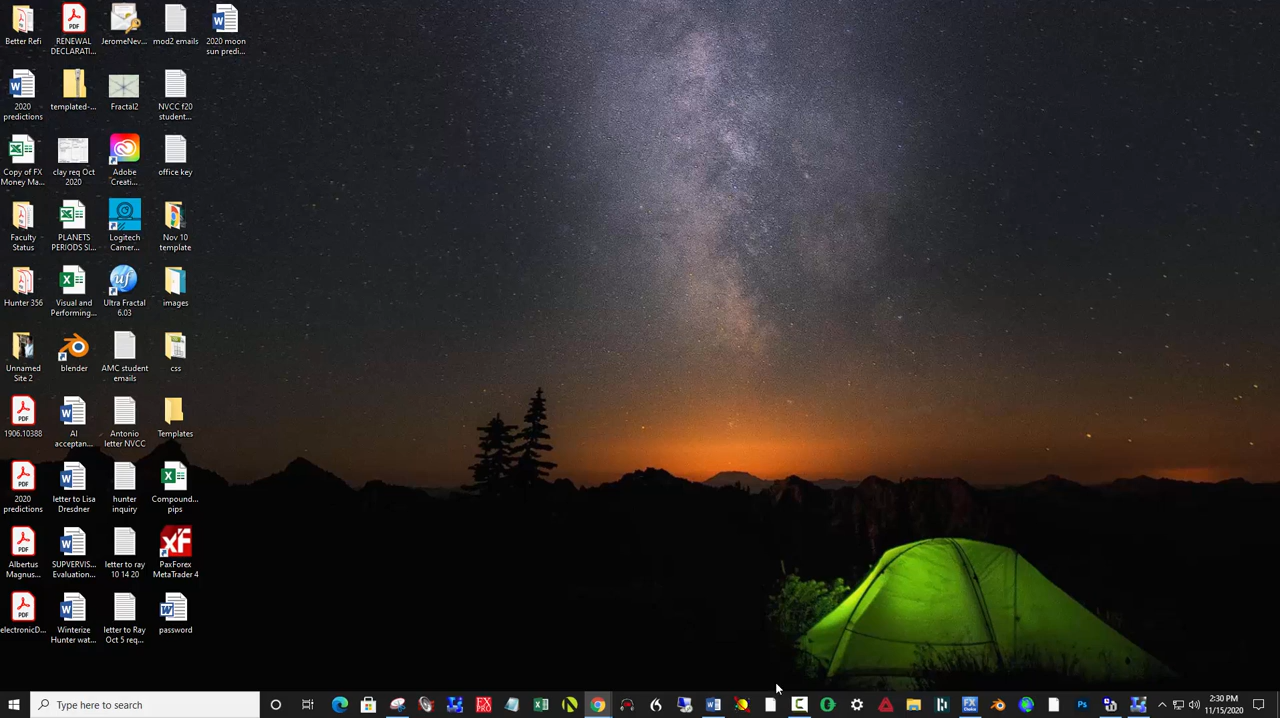 Better Refi
RENEWAL
DECLARATI...
JeromeNev...
mod2 emails
2020 moon
sun predi...
2020
predictions
templated-...
Fractal2
NVCC f20
student...
Copy of FX
Money Ma...
clay req Oct
2020
Adobe
Creati...
office key
Faculty
Status
PLANETS
PERIODS SI...
Logitech
Camer...
Nov 10
template
Hunter 356
Visual and
Performing...
Ultra Fractal
6.03
images
Unnamed
Site 2
blender
AMC student
emails
css
1906.10388
AI
acceptan...
Antonio
letter NVCC
Templates
2020
predictions
letter to Lisa
Dresdner
hunter
inquiry
Compound...
pips
Albertus
Magnus...
SUPVERVIS...
Evaluation...
letter to ray
10 14 20
PaxForex
MetaTrader 4
electronicD...
Winterize
Hunter wat...
letter to Ray
Oct 5 req...
password
Type here to search
2:30 PM
11/15/2020